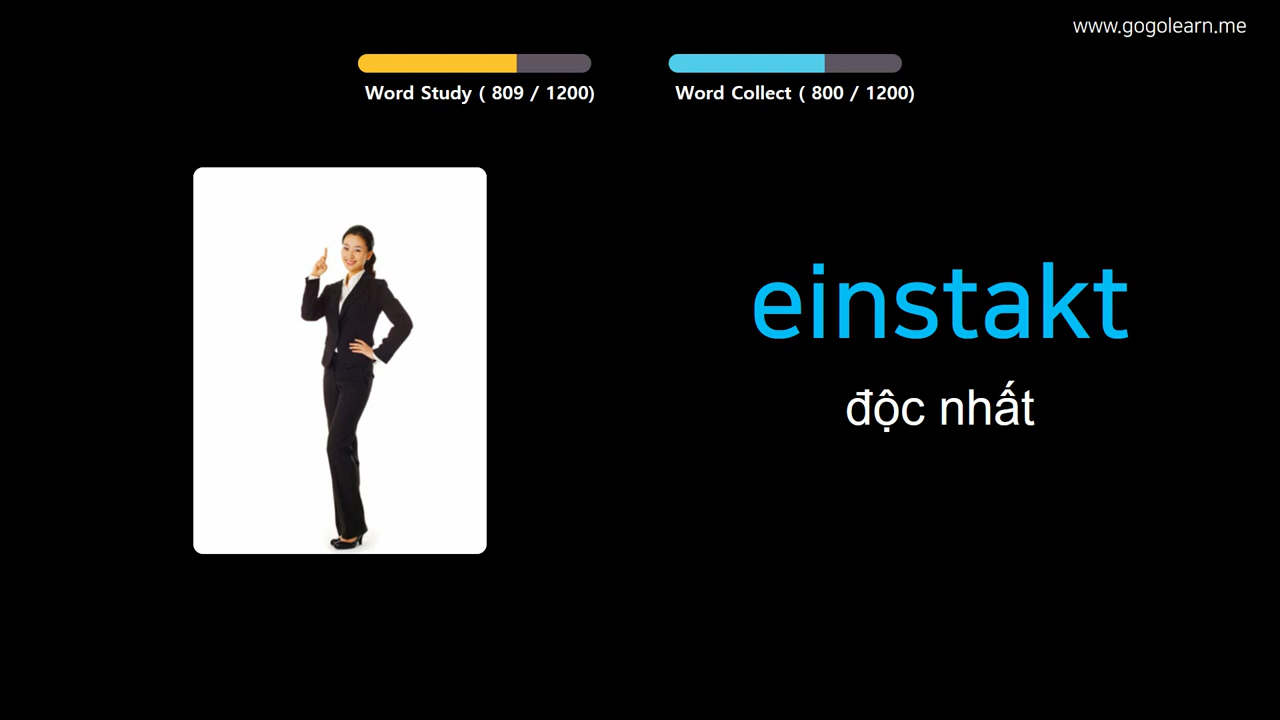 www.gogolearn.me
Word Study ( 809 / 1200)
Word Collect ( 800 / 1200)
einstakt
độc nhất